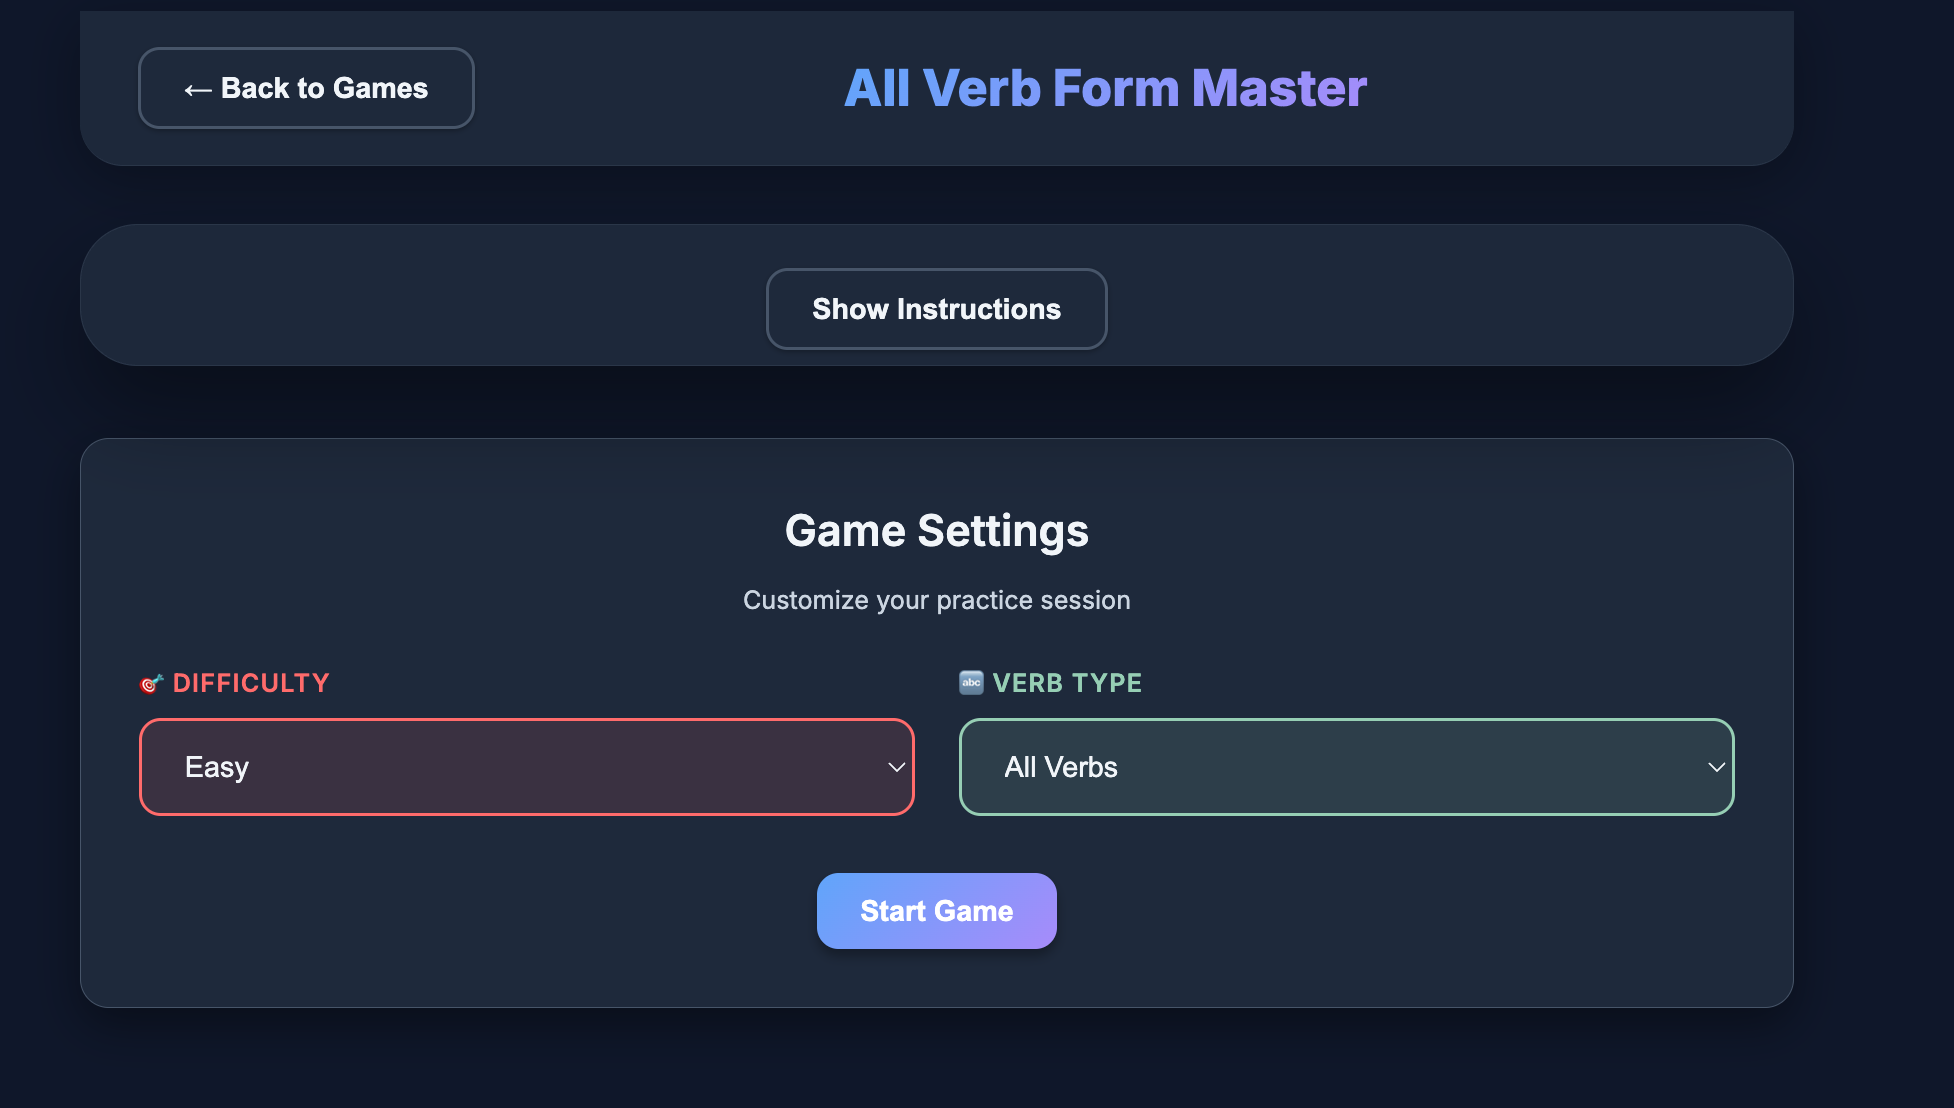 ← Back to Games
All Verb Form Master
Show Instructions
Game Settings
Customize your practice session
🎯 DIFFICULTY
🔤 VERB TYPE
Easy
All Verbs
Start Game